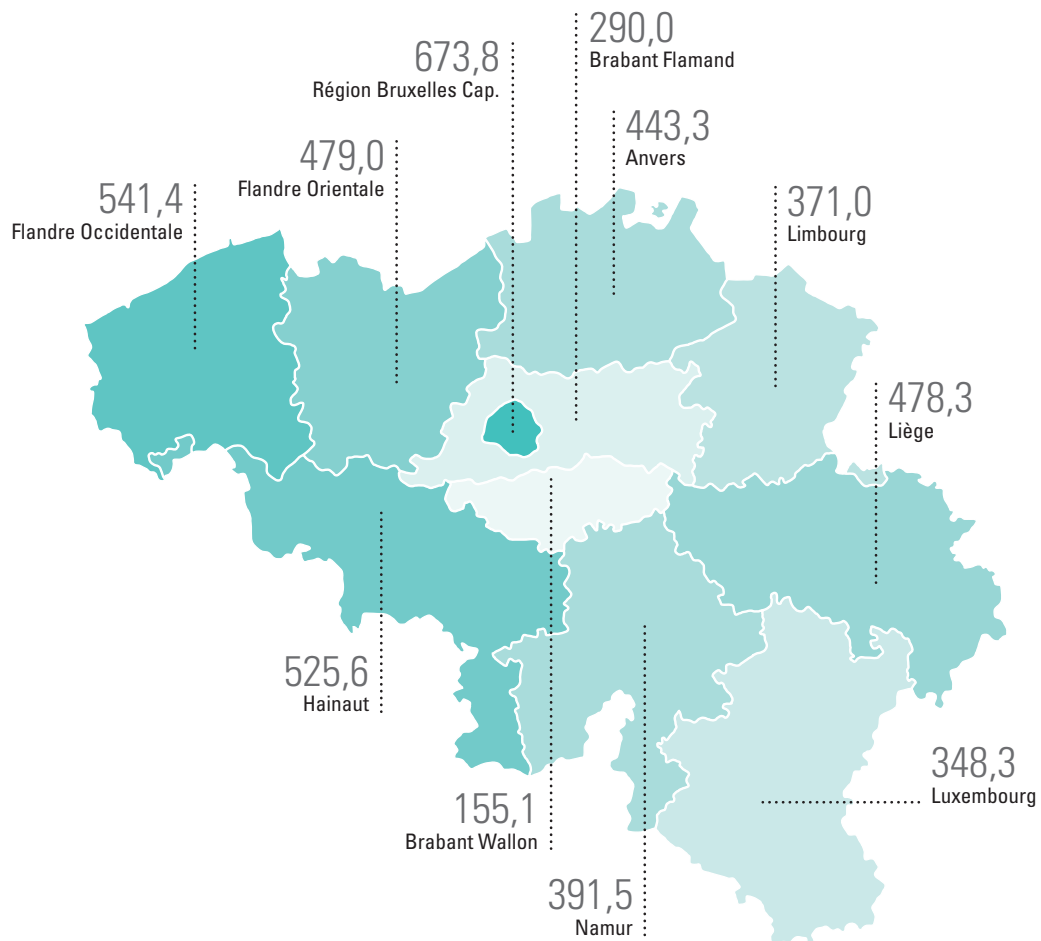 290,0
Brabant Flamand
673,8
Région Bruxelles Cap.
443,3
Anvers
479,0
Flandre Orientale
541,4
Flandre Occidentale
371,0
Limbourg
478,3
Liège
525,6
Hainaut
348,3
Luxembourg
155,1
Brabant Wallon
391,5
Namur